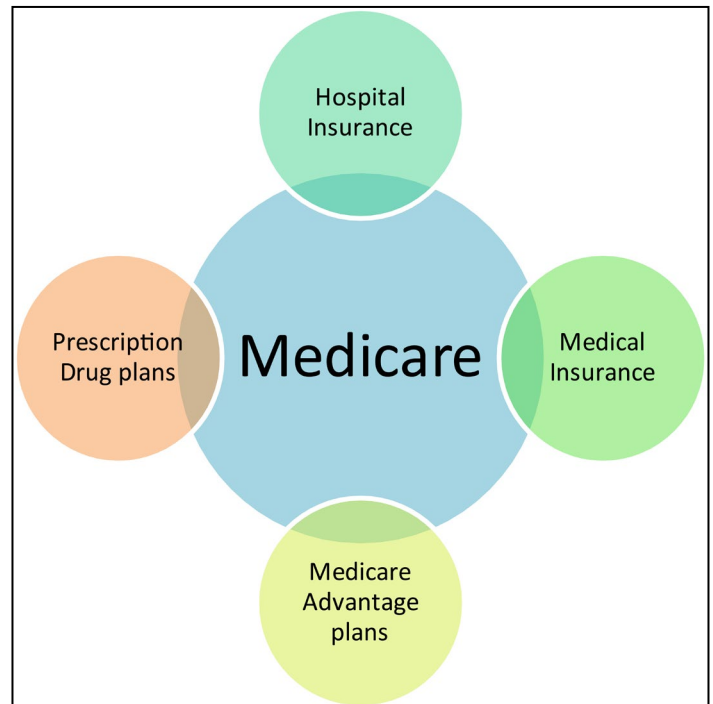 Hospital
Insurance
Prescription
Drug plans
Medicare
Medical
Insurance
Medicare
Advantage
plans